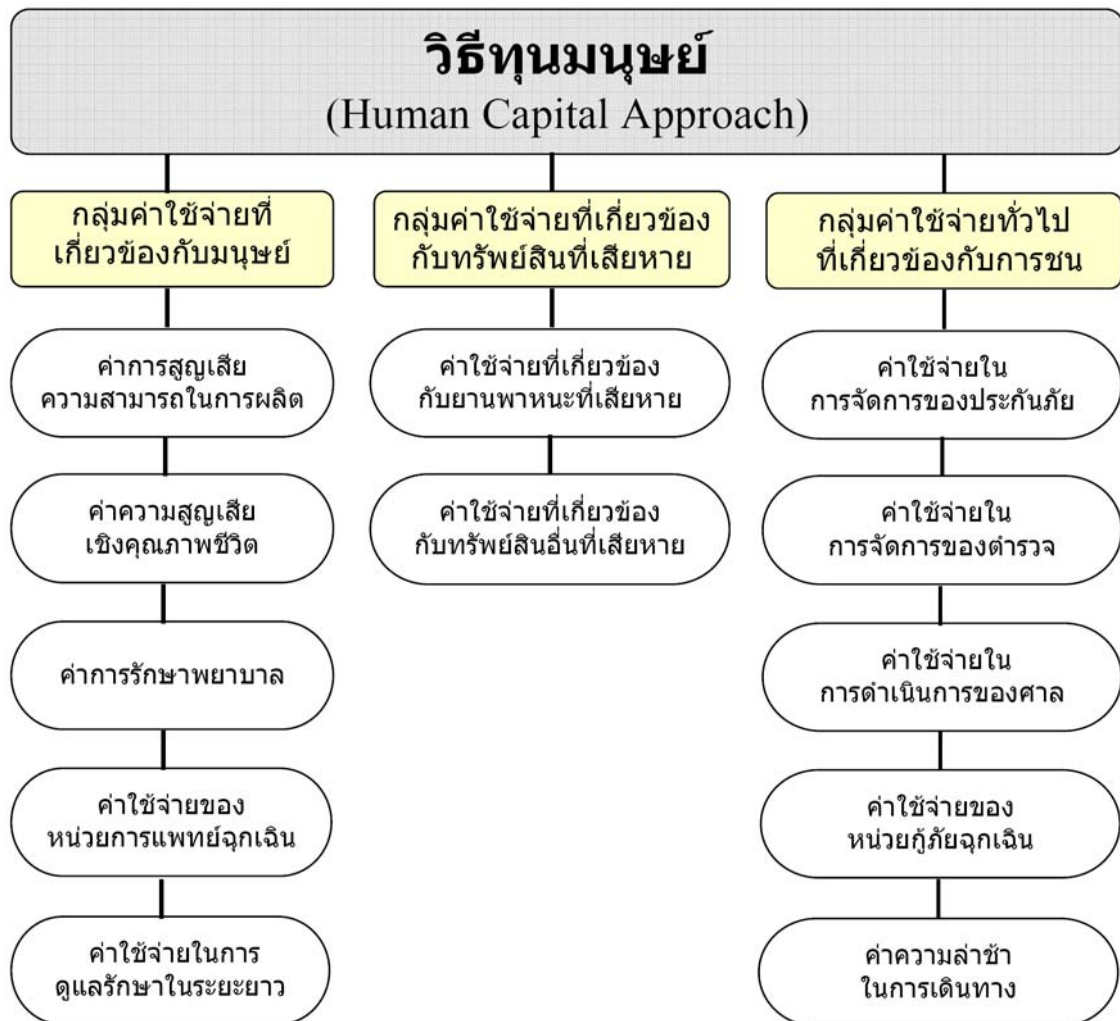 วิธีทุนมนุษย์
(Human Capital Approach)
กลุ่มค่าใช้จ่ายที่
เกี่ยวข้องกับมนุษย์
ค่าการสูญเสีย
ความสามารถในการผลิต
ค่าความสูญเสีย
เชิงคุณภาพชีวิต
ค่าการรักษาพยาบาล
ค่าใช้จ่ายของ
หน่วยการแพทย์ฉุกเฉิน
ค่าใช้จ่ายในการ
ดูแลรักษาในระยะยาว
กลุ่มค่าใช้จ่ายที่เกี่ยวข้อง
กับทรัพย์สินที่เสียหาย
ค่าใช้จ่ายที่เกี่ยวข้อง
กับยานพาหนะที่เสียหาย
ค่าใช้จ่ายที่เกี่ยวข้อง
กับทรัพย์สินอื่นที่เสียหาย
กลุ่มค่าใช้จ่ายทั่วไป
ที่เกี่ยวข้องกับการชน
ค่าใช้จ่ายใน
การจัดการของประกันภัย
ค่าใช้จ่ายใน
การจัดการของตำรวจ
ค่าใช้จ่ายใน
การดำเนินการของศาล
ค่าใช้จ่ายของ
หน่วยกู้ภัยฉุกเฉิน
ค่าความล่าช้า
ในการเดินทาง